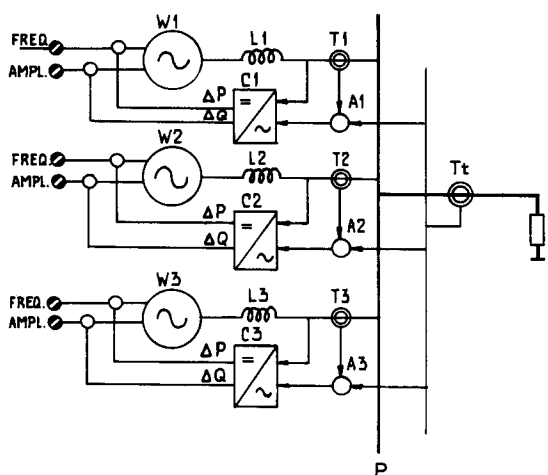 W1
L1
T1
FREQ.
AMPL.
C1
=
~
ΔP
ΔQ
A1
W2
L2
T2
FREQ.
AMPL.
C2
=
~
ΔP
ΔQ
A2
Tt
W3
L3
T3
FREQ.
AMPL.
C3
=
~
ΔP
ΔQ
A3
P